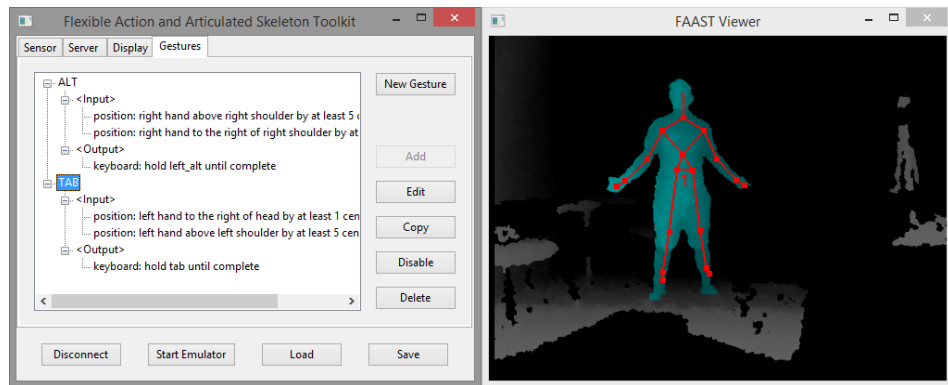 Flexible Action and Articulated Skeleton Toolkit
Sensor Server Display Gestures
ALT
<Input>
position: right hand above right shoulder by at least 5 c
position: right hand to the right of right shoulder by at
<Output>
keyboard: hold left_alt until complete
TAB
<Input>
position: left hand to the right of head by at least 1 cen
position: left hand above left shoulder by at least 5 cen
<Output>
keyboard: hold tab until complete
New Gesture
Add
Edit
Copy
Disable
Delete
Disconnect Start Emulator Load Save
FAAST Viewer